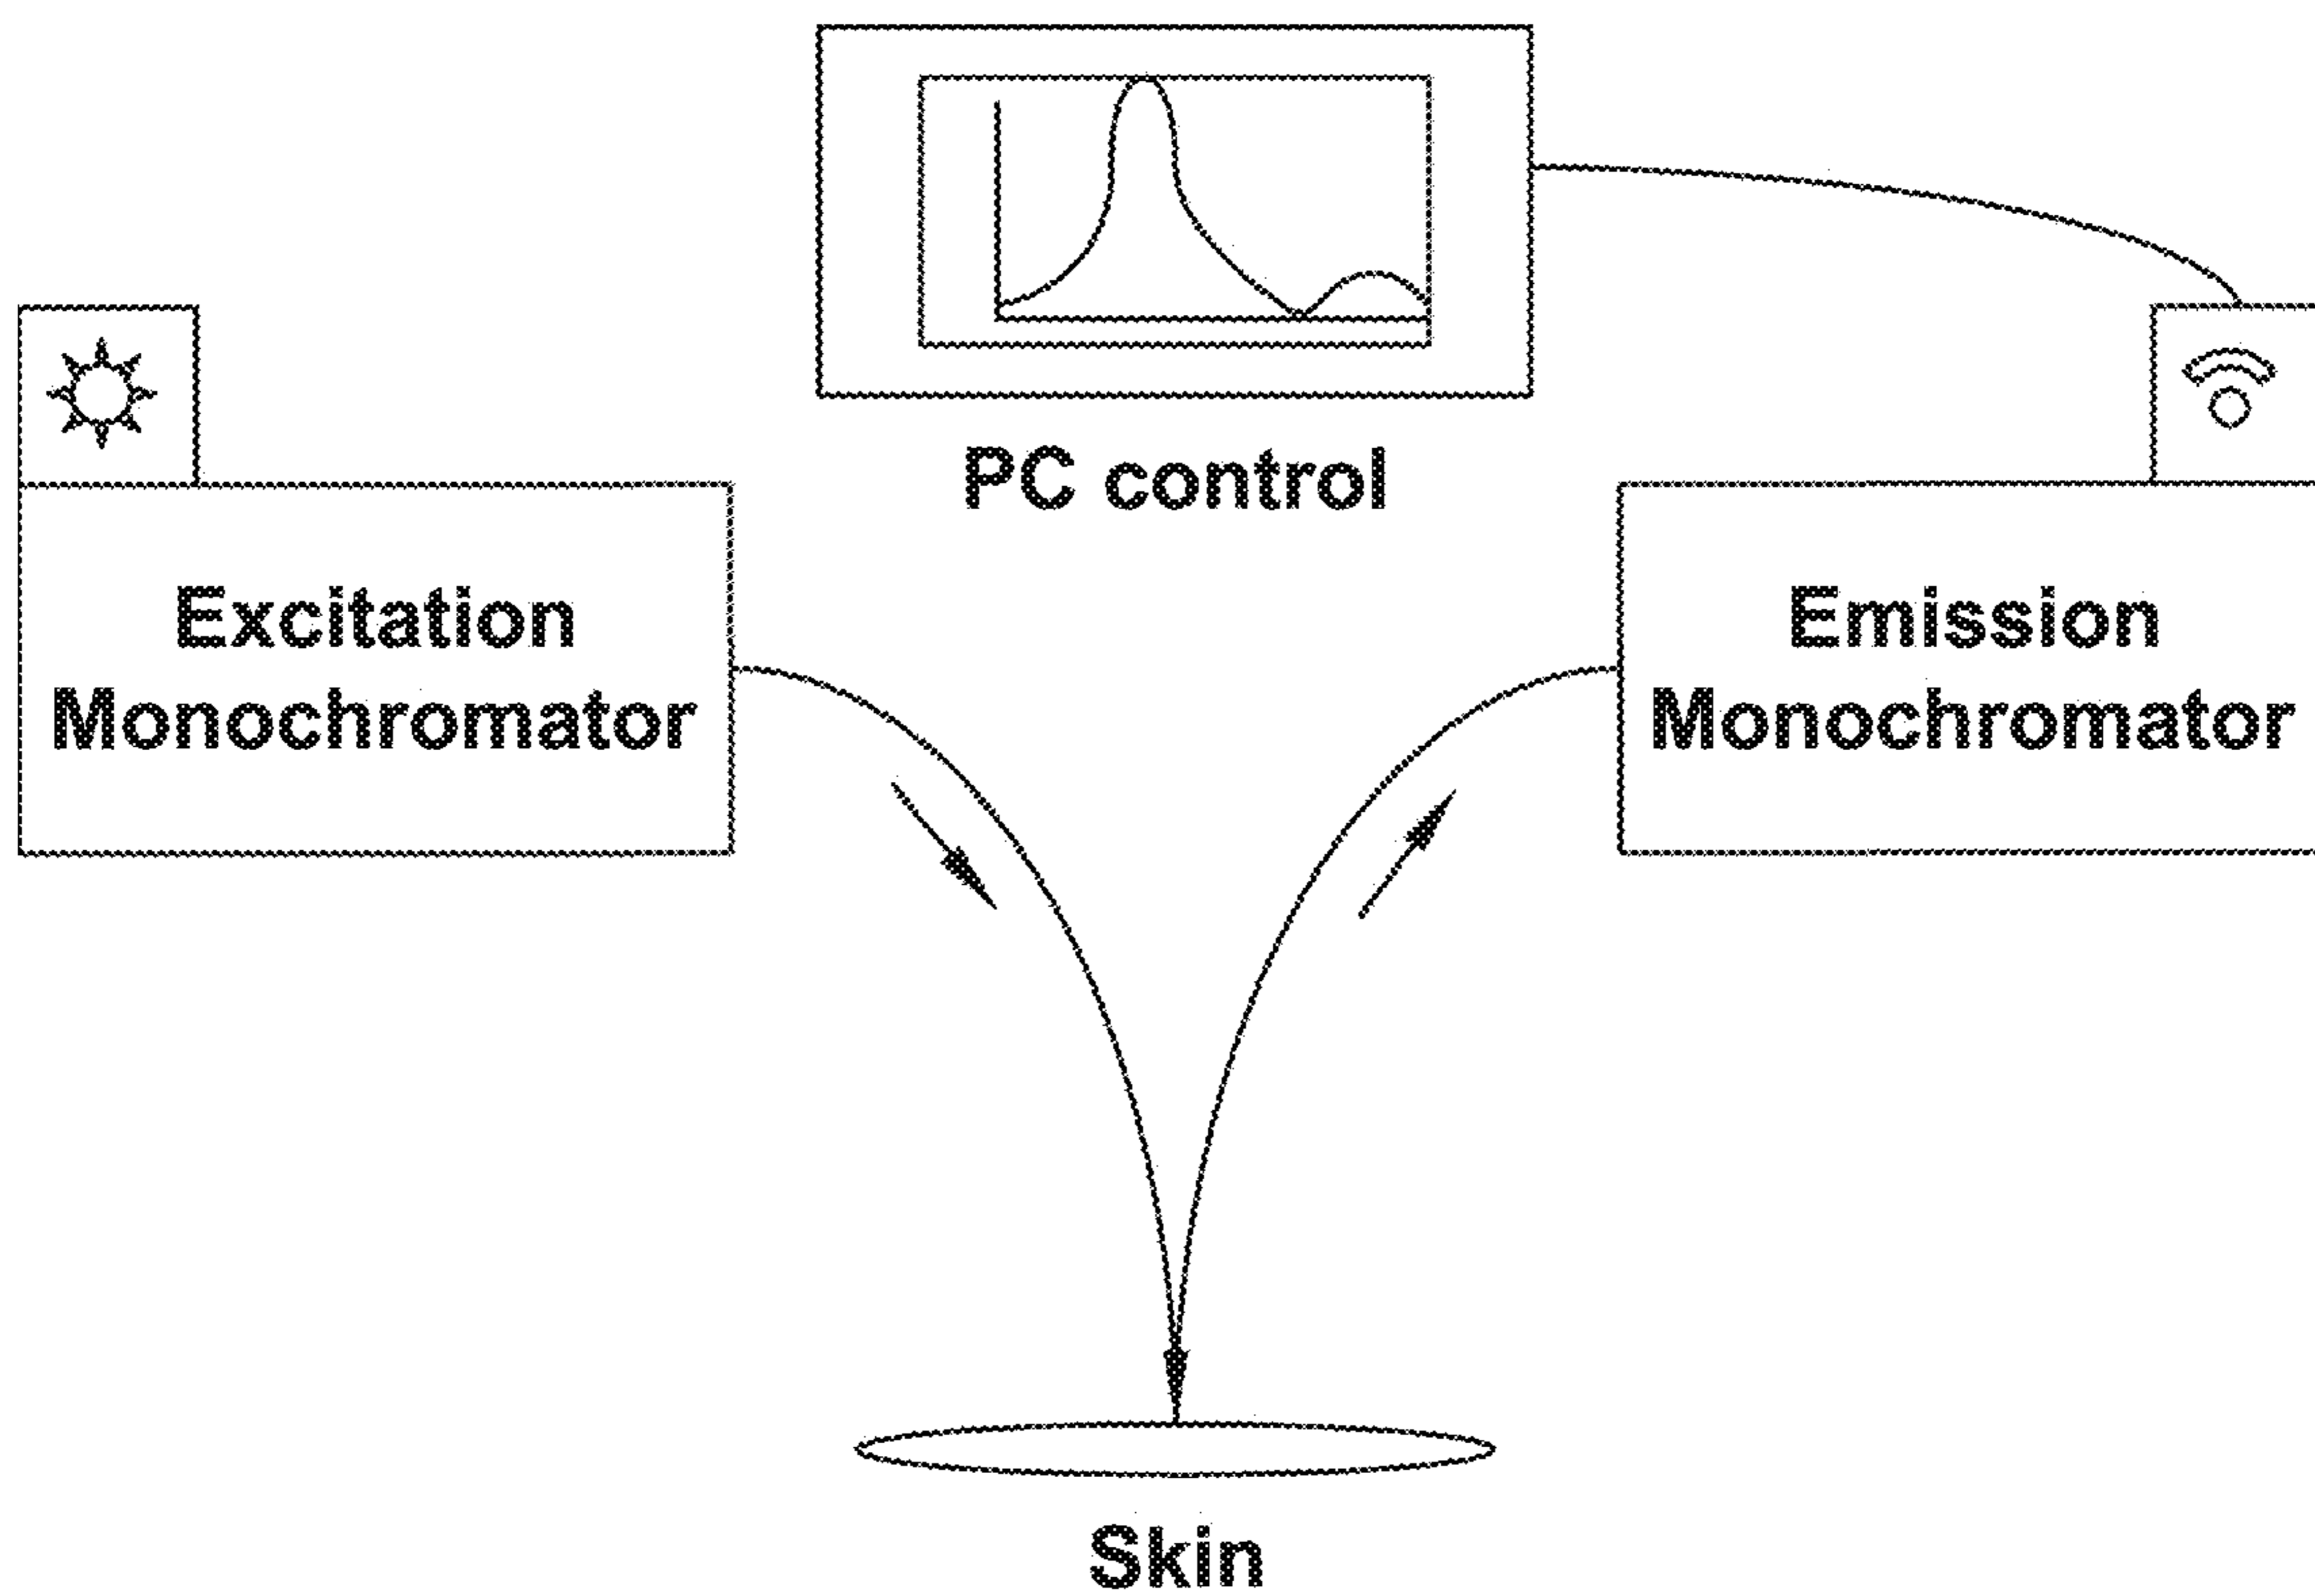 PC control
Excitation
Monochromator
Emission
Monochromator
Skin